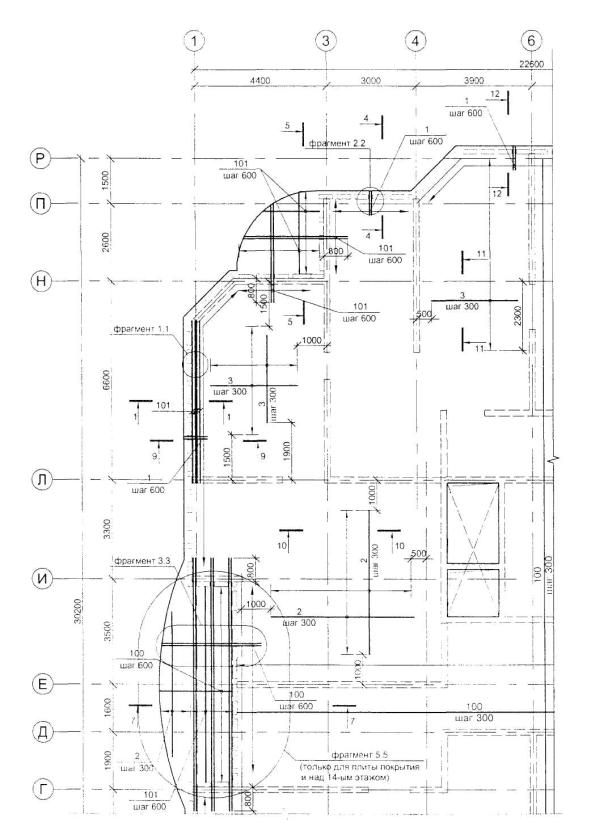 1
3
4
6
22600
4400
3000
3900
12
1
шаг 600
5
4
1
шаг 600
фрагмент 2.2
Р
1500
101
шаг 600
12
П
4
2600
800
101
шаг 600
11
Н
800
1500
101
шаг 600
3
шаг 300
2300
5
500
фрагмент 1.1
1000
11
6600
3
шаг 300
3
шаг 300
101
1
1
9
1500
9
1900
Л
1
шаг 600
1000
3300
10
10
2
шаг 300
500
фрагмент 3.3
800
100
шаг 300
И
30200
1000
2
шаг 300
3500
100
шаг 600
1000
Е
100
шаг 600
100
шаг 300
1600
7
7
Д
2
шаг 300
фрагмент 5.5
(только для плиты покрытия
и над 14-ым этажом)
1900
Г
101
шаг 600
800